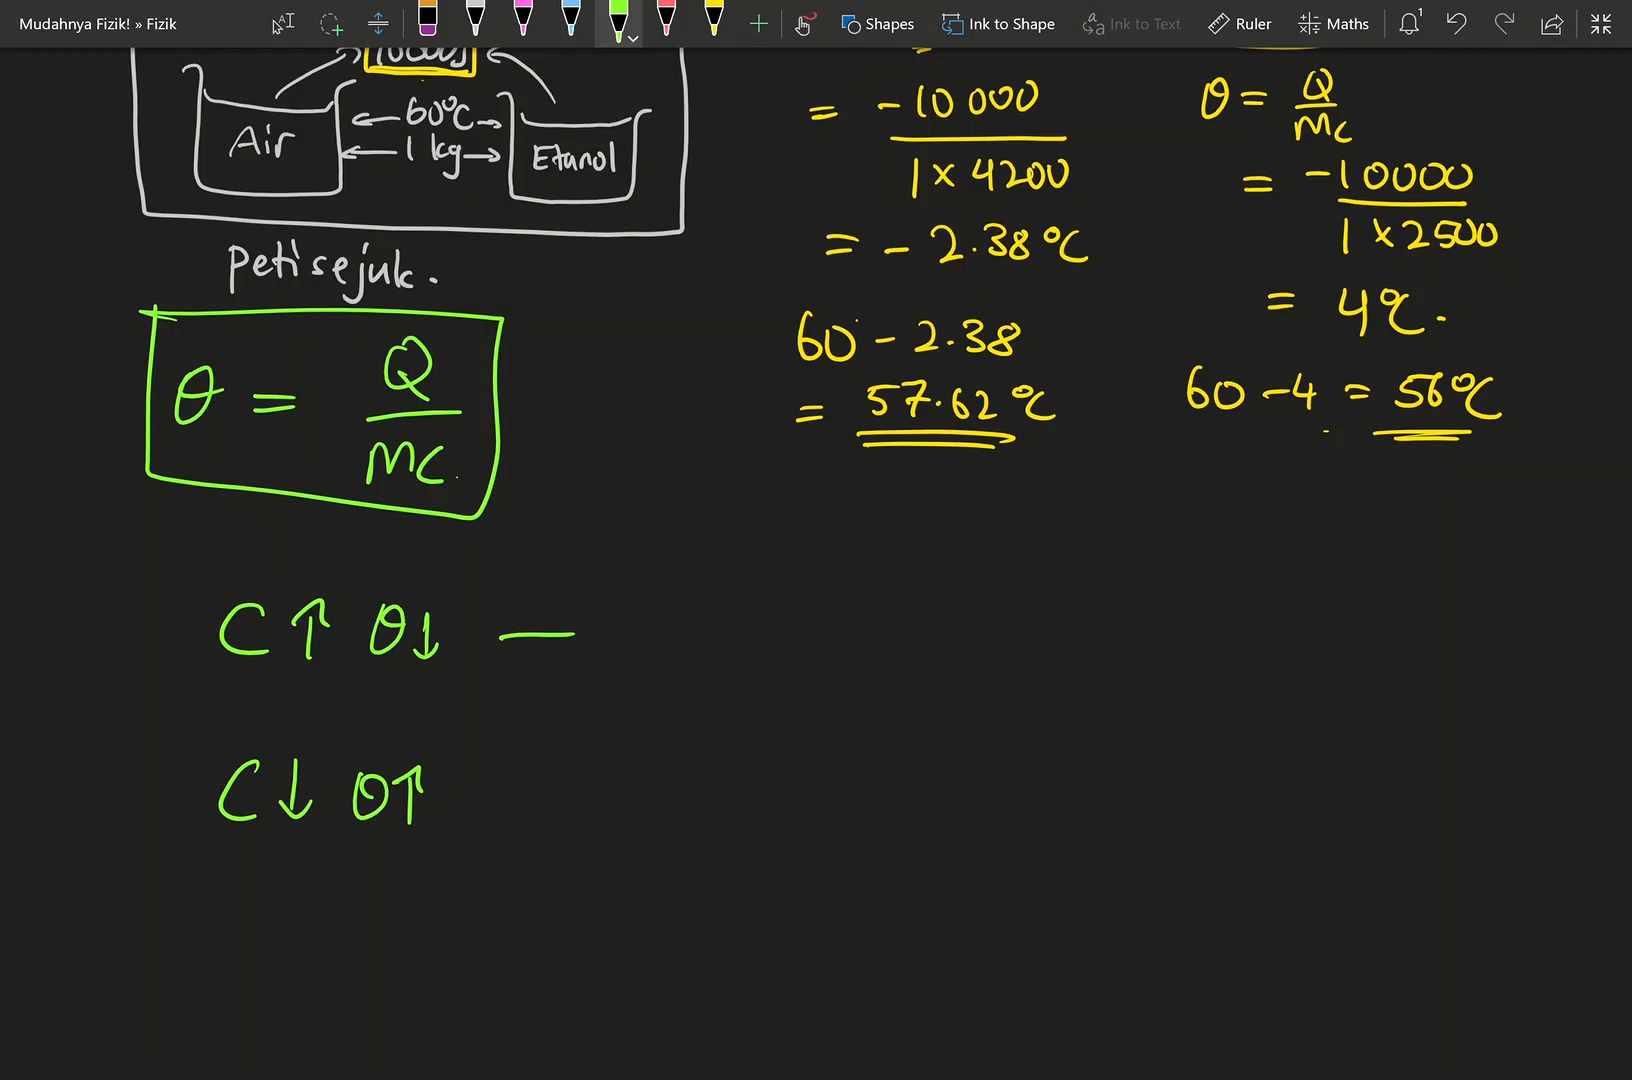 Mudahnya Fizik! » Fizik
Shapes
Ink to Shape
Ink to Text
Ruler
Maths
1
Air
60°C
1 kg
Etanol
Peti sejuk.
θ = Q / mc
C ↑ θ↓ —
C ↓ θ↑
= -10 000 / 1 × 4200
= - 2.38 °C
60 - 2.38
= 57.62 °C
θ = Q / mc
= -10000 / 1 × 2500
= 4°C.
60 - 4 = 56°C